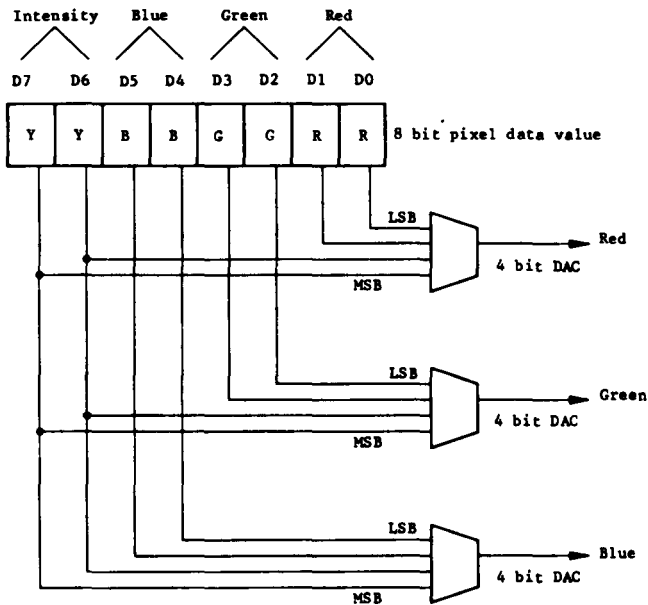 Intensity Blue Green Red
D7 D6 D5 D4 D3 D2 D1 D0
Y Y B B G G R R 8 bit pixel data value
LSB
Red
4 bit DAC
MSB
LSB
Green
4 bit DAC
MSB
LSB
Blue
4 bit DAC
MSB